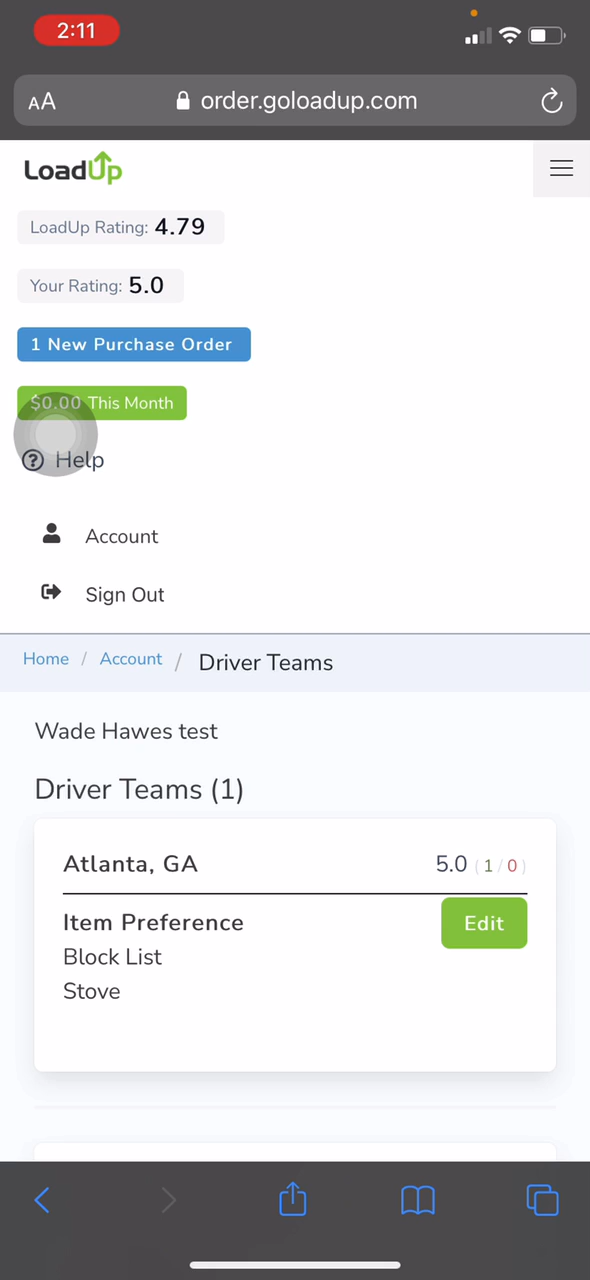 2:11
AA order.goloadup.com
LoadUp
LoadUp Rating: 4.79
Your Rating: 5.0
1 New Purchase Order
$0.00 This Month
Help
Account
Sign Out
Home / Account / Driver Teams
Wade Hawes test
Driver Teams (1)
Atlanta, GA 5.0 (1/0)
Item Preference Edit
Block List
Stove